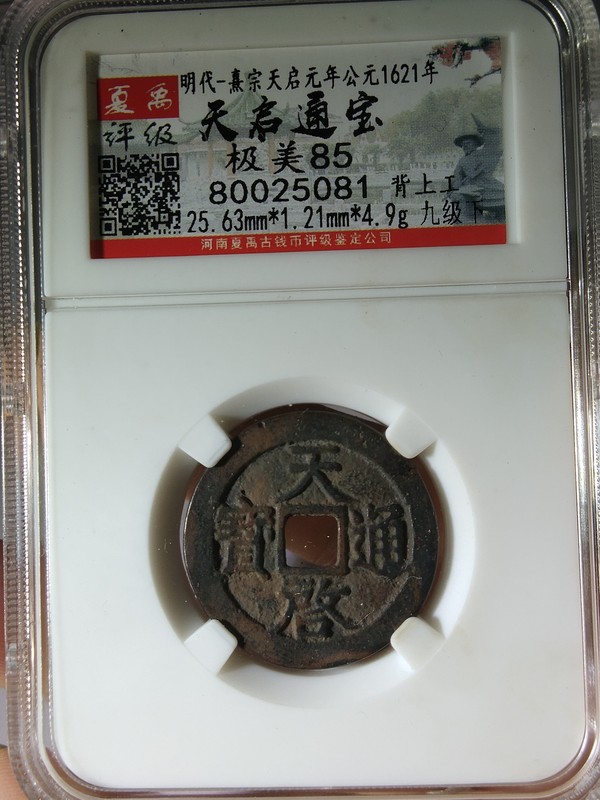 明代-熹宗天启元年公元1621年
夏禹
评级
天启通宝
极美85
80025081 背上工
25.63mm*1.21mm*4.9g 九级下
河南夏禹古钱币评级鉴定公司
天啓通寳